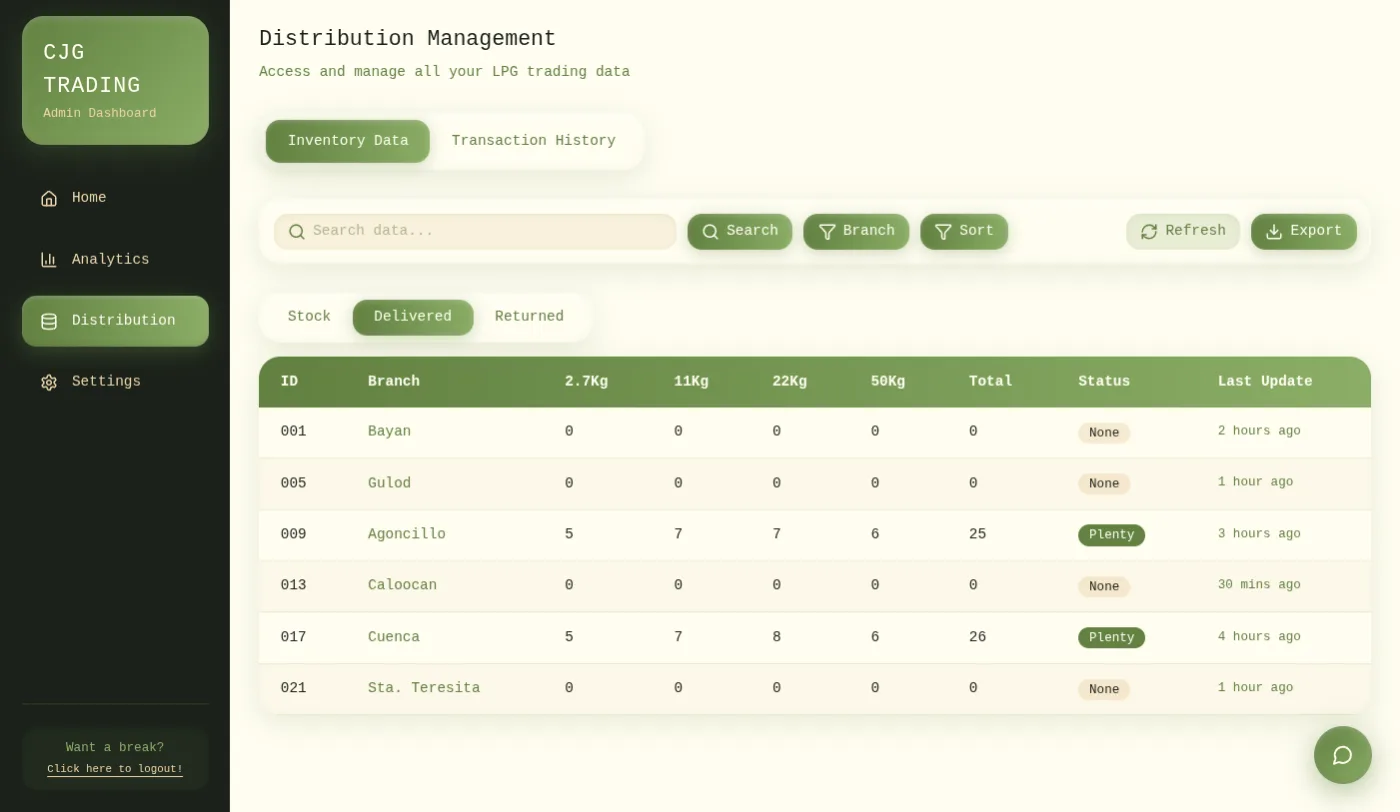 CJG
TRADING
Admin Dashboard
Home
Analytics
Distribution
Settings
Want a break?
Click here to logout!
Distribution Management
Access and manage all your LPG trading data
Inventory Data Transaction History
Search data... Search Branch Sort Refresh Export
Stock Delivered Returned
ID Branch 2.7Kg 11Kg 22Kg 50Kg Total Status Last Update
001 Bayan 0 0 0 0 0 None 2 hours ago
005 Gulod 0 0 0 0 0 None 1 hour ago
009 Agoncillo 5 7 7 6 25 Plenty 3 hours ago
013 Caloocan 0 0 0 0 0 None 30 mins ago
017 Cuenca 5 7 8 6 26 Plenty 4 hours ago
021 Sta. Teresita 0 0 0 0 0 None 1 hour ago